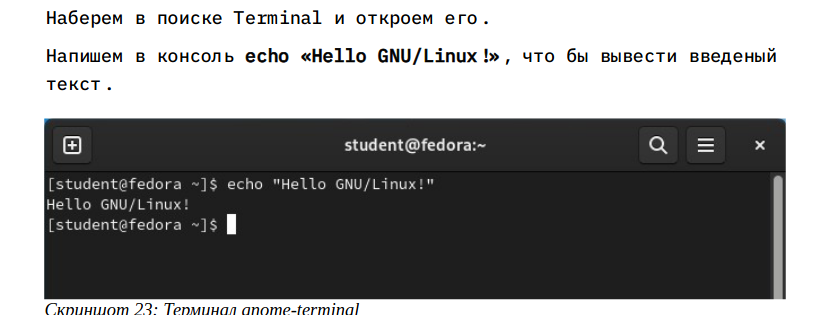 Наберем в поиске Terminal и откроем его.
Напишем в консоль echo «Hello GNU/Linux!», что бы вывести введеный
текст.
student@fedora:~
[student@fedora ~]$ echo "Hello GNU/Linux!"
Hello GNU/Linux!
[student@fedora ~]$
Скриншот 23: Терминал gnome-terminal